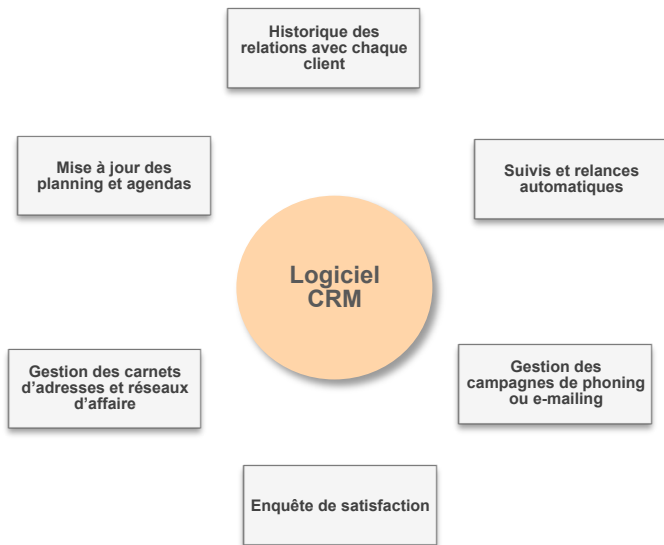 Historique des
relations avec chaque
client
Mise à jour des
planning et agendas
Suivis et relances
automatiques
Logiciel
CRM
Gestion des carnets
d'adresses et réseaux
d'affaire
Gestion des
campagnes de phoning
ou e-mailing
Enquête de satisfaction